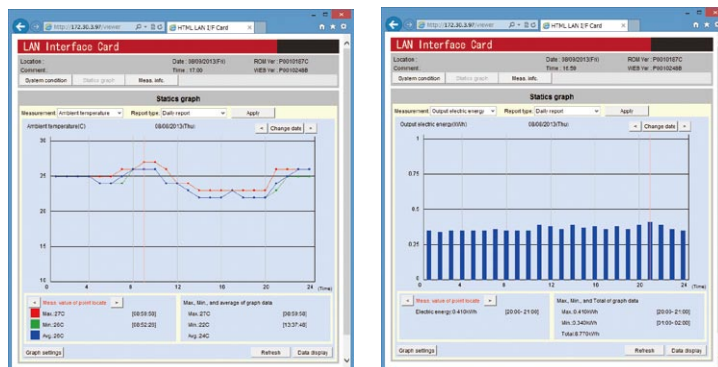 http://172.30.3.97/viewer
HTML LAN I/F Card
LAN Interface Card
Location :
Date : 08/09/2013(Fri)
ROM Ver : P9010187C
Comment :
Time : 17:00
WEB Ver : P9010248B
System condition
Statics graph
Meas. info.
Statics graph
Measurement
Ambient temperature
Report type
Daily report
Apply
Ambient temperature(C)
08/08/2013(Thu)
Change date
30
25
20
15
10
0 4 8 12 16 20 24 (Time)
Meas. value of point locate
Max, Min, and average of graph data
Max. 27C [08:59:50]
Max. 27C [08:59:58]
Min. 26C [08:52:20]
Min. 22C [13:37:48]
Avg. 26C
Avg. 24C
Graph settings
Refresh
Data display
http://172.30.3.97/viewer
HTML LAN I/F Card
LAN Interface Card
Location :
Date : 08/09/2013(Fri)
ROM Ver : P9010187C
Comment :
Time : 16:58
WEB Ver : P9010248B
System condition
Statics graph
Meas. info.
Statics graph
Measurement
Output electric energy
Report type
Daily report
Apply
Output electric energy(kWh)
08/08/2013(Thu)
Change date
1
0.75
0.5
0.25
0
0 4 8 12 16 20 24 (Time)
Meas. value of point locate
Max, Min, and Total of graph data
Electric energy:0.410kWh [20:00- 21:00]
Max.:0.410kWh [20:00- 21:00]
Min.:0.340kWh [01:00- 02:00]
Total:8.770kWh
Graph settings
Refresh
Data display